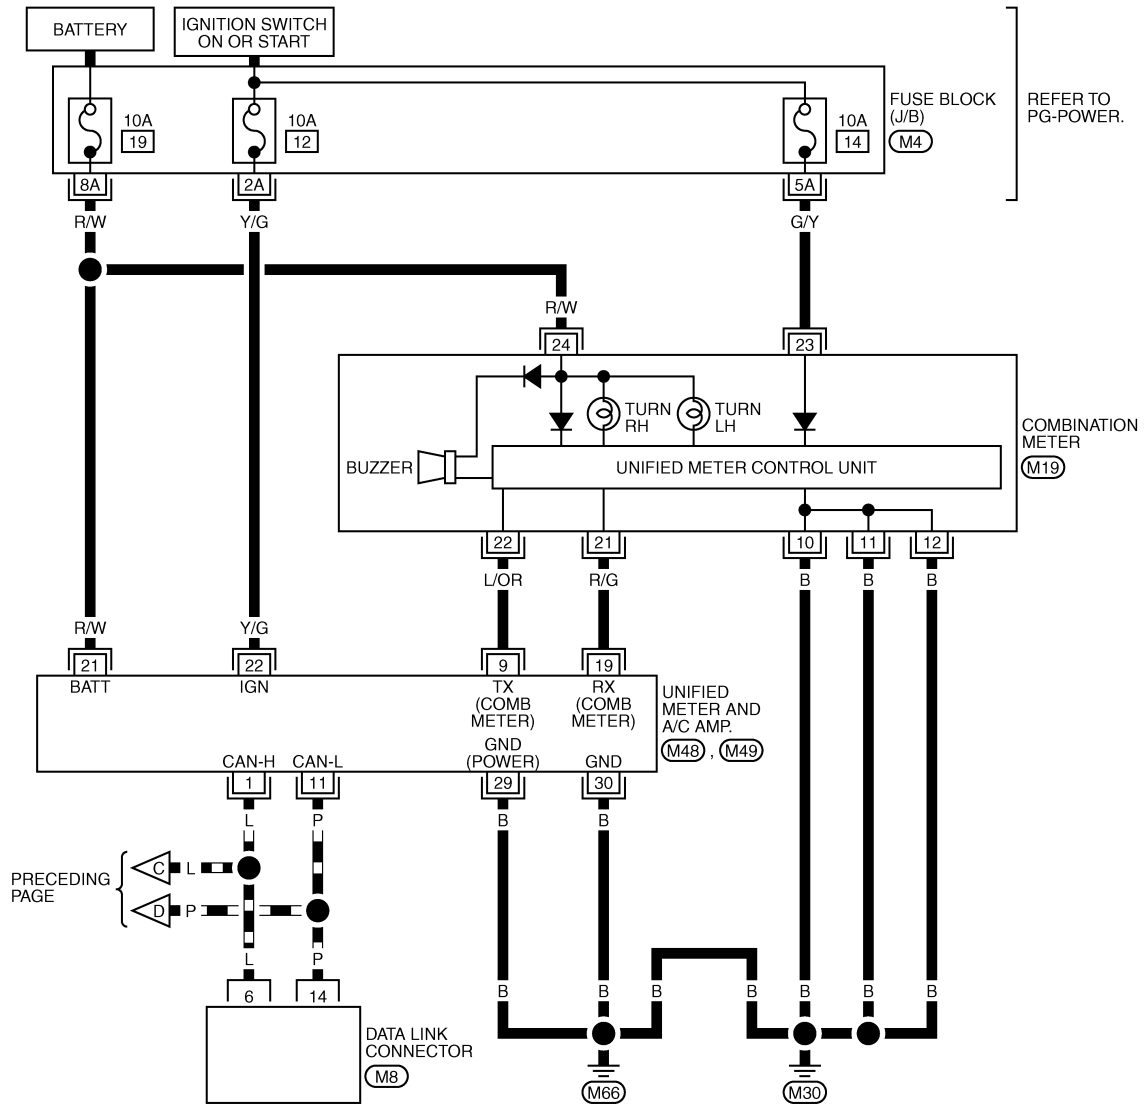 BATTERY
IGNITION SWITCH
ON OR START
10A
19
10A
12
10A
14
FUSE BLOCK
(J/B)
M4
REFER TO
PG-POWER.
8A
2A
5A
R/W
Y/G
G/Y
R/W
24
23
TURN
RH
TURN
LH
BUZZER
UNIFIED METER CONTROL UNIT
COMBINATION
METER
M19
22
21
10
11
12
L/OR
R/G
B
B
B
R/W
Y/G
21
22
9
19
BATT
IGN
TX
(COMB
METER)
RX
(COMB
METER)
UNIFIED
METER AND
A/C AMP.
M48 , M49
CAN-H
CAN-L
GND
(POWER)
GND
1
11
29
30
L
P
B
B
PRECEDING
PAGE
C
L
D
P
L
P
B
B
B
B
B
B
B
6
14
DATA LINK
CONNECTOR
M8
M66
M30